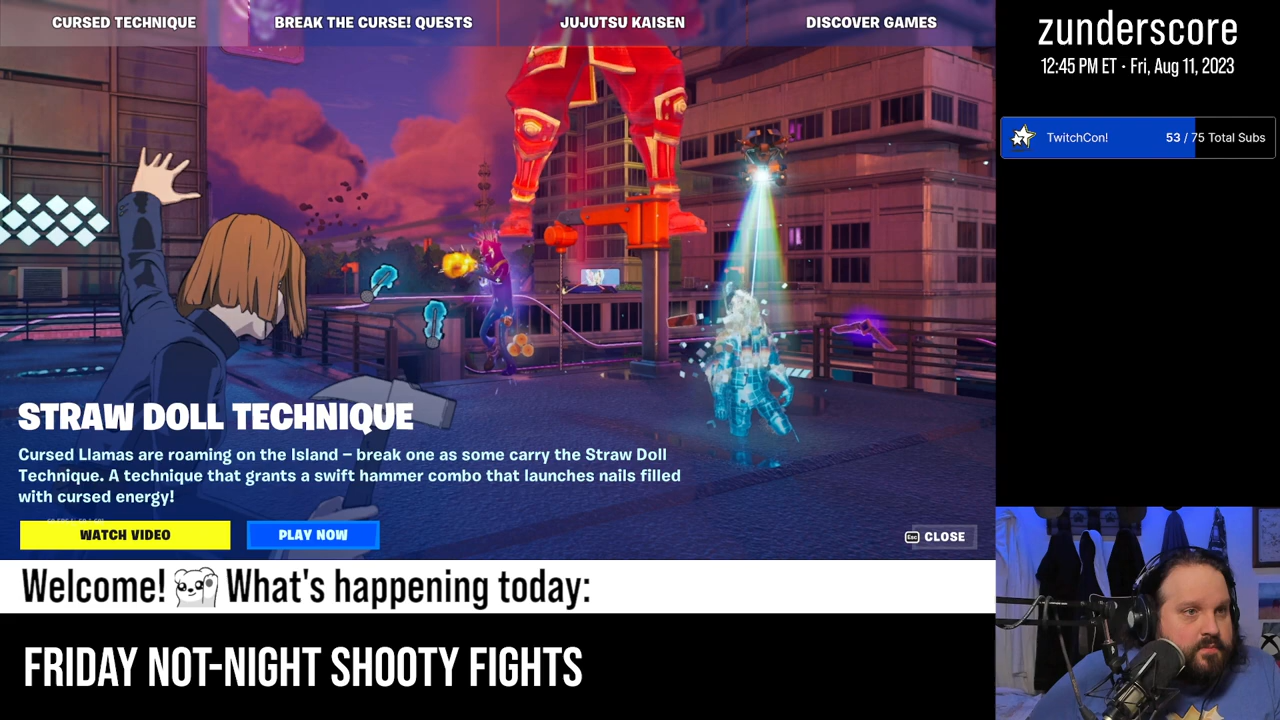 CURSED TECHNIQUE
BREAK THE CURSE! QUESTS
JUJUTSU KAISEN
DISCOVER GAMES
zunderscore
12:45 PM ET • Fri, Aug 11, 2023
TwitchCon!
53 / 75 Total Subs
STRAW DOLL TECHNIQUE
Cursed Llamas are roaming on the Island – break one as some carry the Straw Doll
Technique. A technique that grants a swift hammer combo that launches nails filled
with cursed energy!
WATCH VIDEO
PLAY NOW
Esc CLOSE
Welcome! What's happening today:
FRIDAY NOT-NIGHT SHOOTY FIGHTS